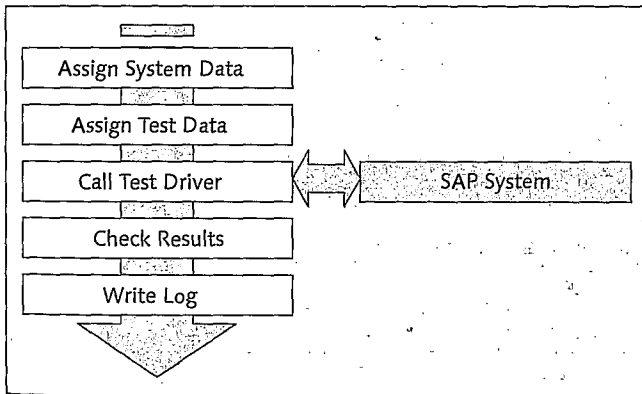 Assign System Data
Assign Test Data
Call Test Driver
SAP System
Check Results
Write Log